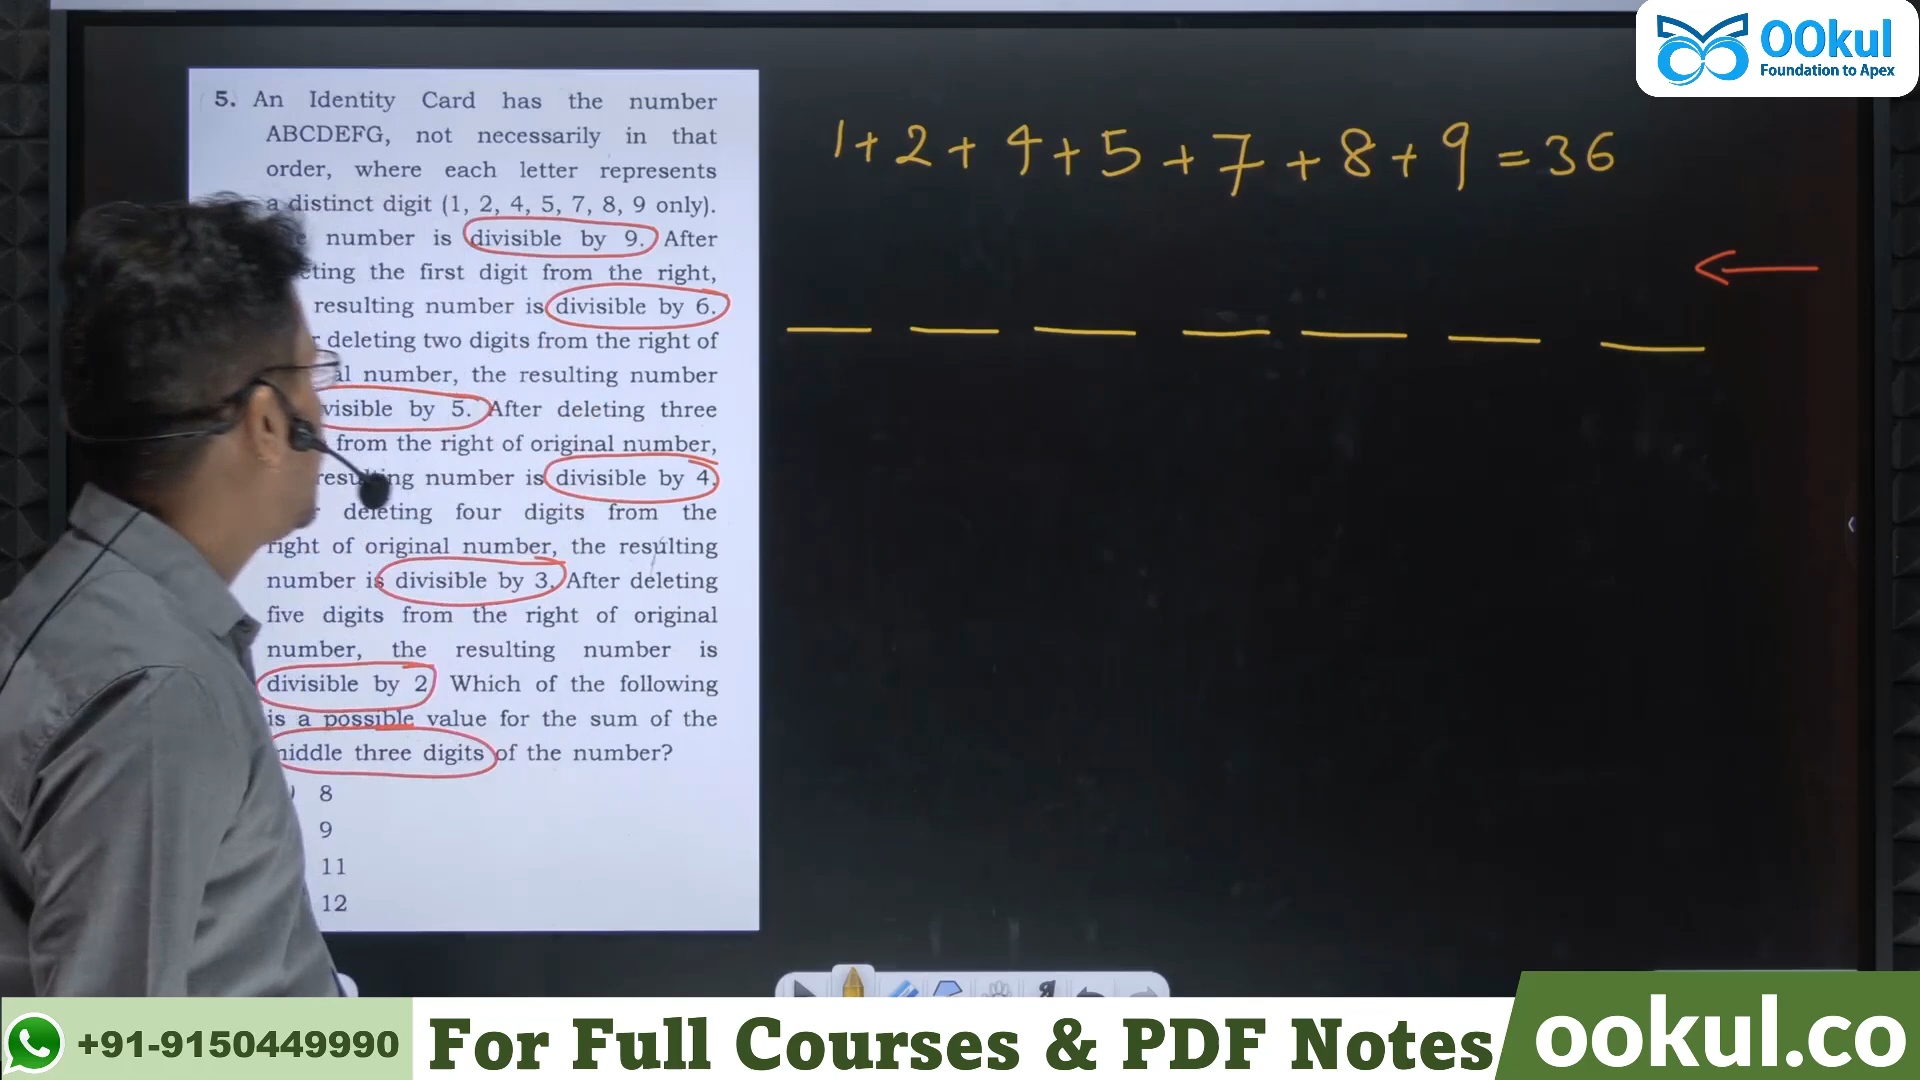 5. An Identity Card has the number
ABCDEFG, not necessarily in that
order, where each letter represents
a distinct digit (1, 2, 4, 5, 7, 8, 9 only).
number is divisible by 9. After
the first digit from the right,
resulting number is divisible by 6.
deleting two digits from the right of
number, the resulting number
by 5. After deleting three
from the right of original number,
number is divisible by 4.
deleting four digits from the
right of original number, the resulting
number is divisible by 3. After deleting
five digits from the right of original
number, the resulting number is
divisible by 2 Which of the following
is a possible value for the sum of the
three digits of the number?
8
9
11
12
1+2+4+5+7+8+9=36
OOkul
Foundation to Apex
+91-9150449990
For Full Courses & PDF Notes
ookul.co